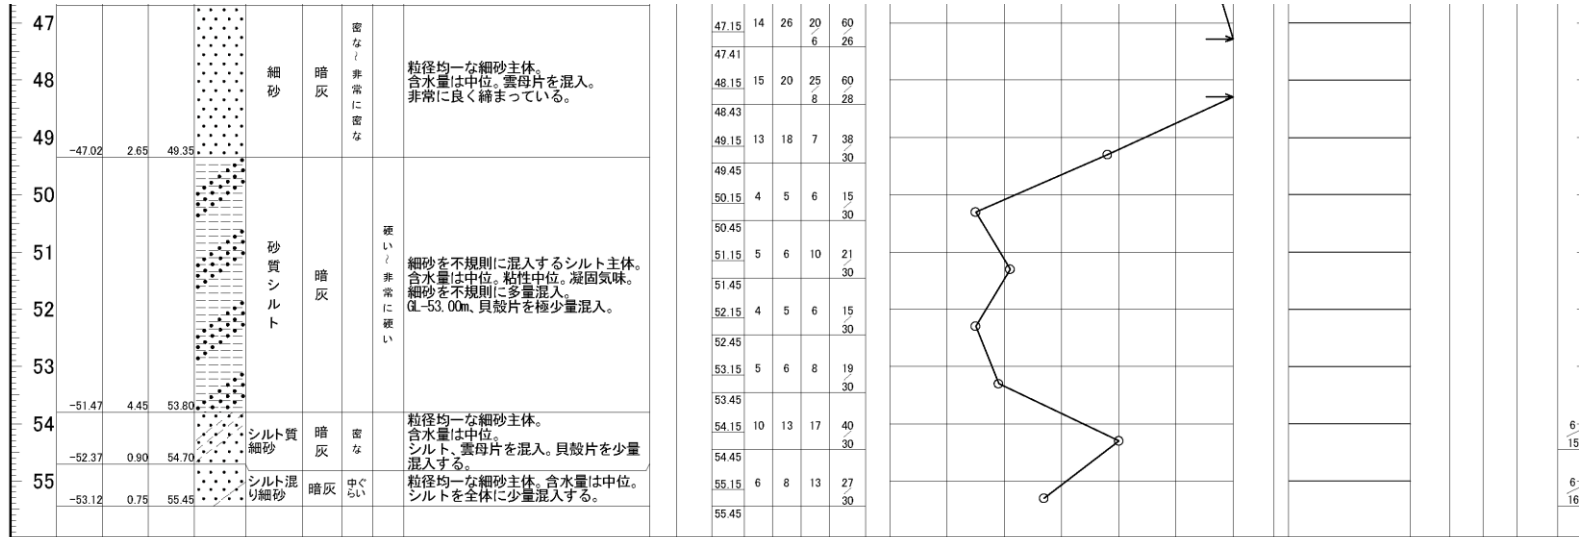 47
48
49
50
51
52
53
54
55
-47.02 2.65 49.35
細砂
暗灰
密な~非常に密な
粒径均一な細砂主体。
含水量は中位。雲母片を混入。
非常に良く締まっている。
-51.47 4.45 53.80
砂質シルト
暗灰
硬い~非常に硬い
細砂を不規則に混入するシルト主体。
含水量は中位。粘性中位。凝固気味。
細砂を不規則に多量混入。
GL-53.00m、貝殻片を極少量混入。
-52.37 0.90 54.70
シルト質
細砂
暗灰
密な
粒径均一な細砂主体。
含水量は中位。
シルト、雲母片を混入。貝殻片を少量
混入する。
-53.12 0.75 55.45
シルト混
り細砂
暗灰
中ぐ
らい
粒径均一な細砂主体。含水量は中位。
シルトを全体に少量混入する。
47.15 14 26 20/6 60/26
47.41
48.15 15 20 25/8 60/28
48.43
49.15 13 18 7 38/30
49.45
50.15 4 5 6 15/30
50.45
51.15 5 6 10 21/30
51.45
52.15 4 5 6 15/30
52.45
53.15 5 6 8 19/30
53.45
54.15 10 13 17 40/30
54.45
55.15 6 8 13 27/30
55.45
6
15
6
16